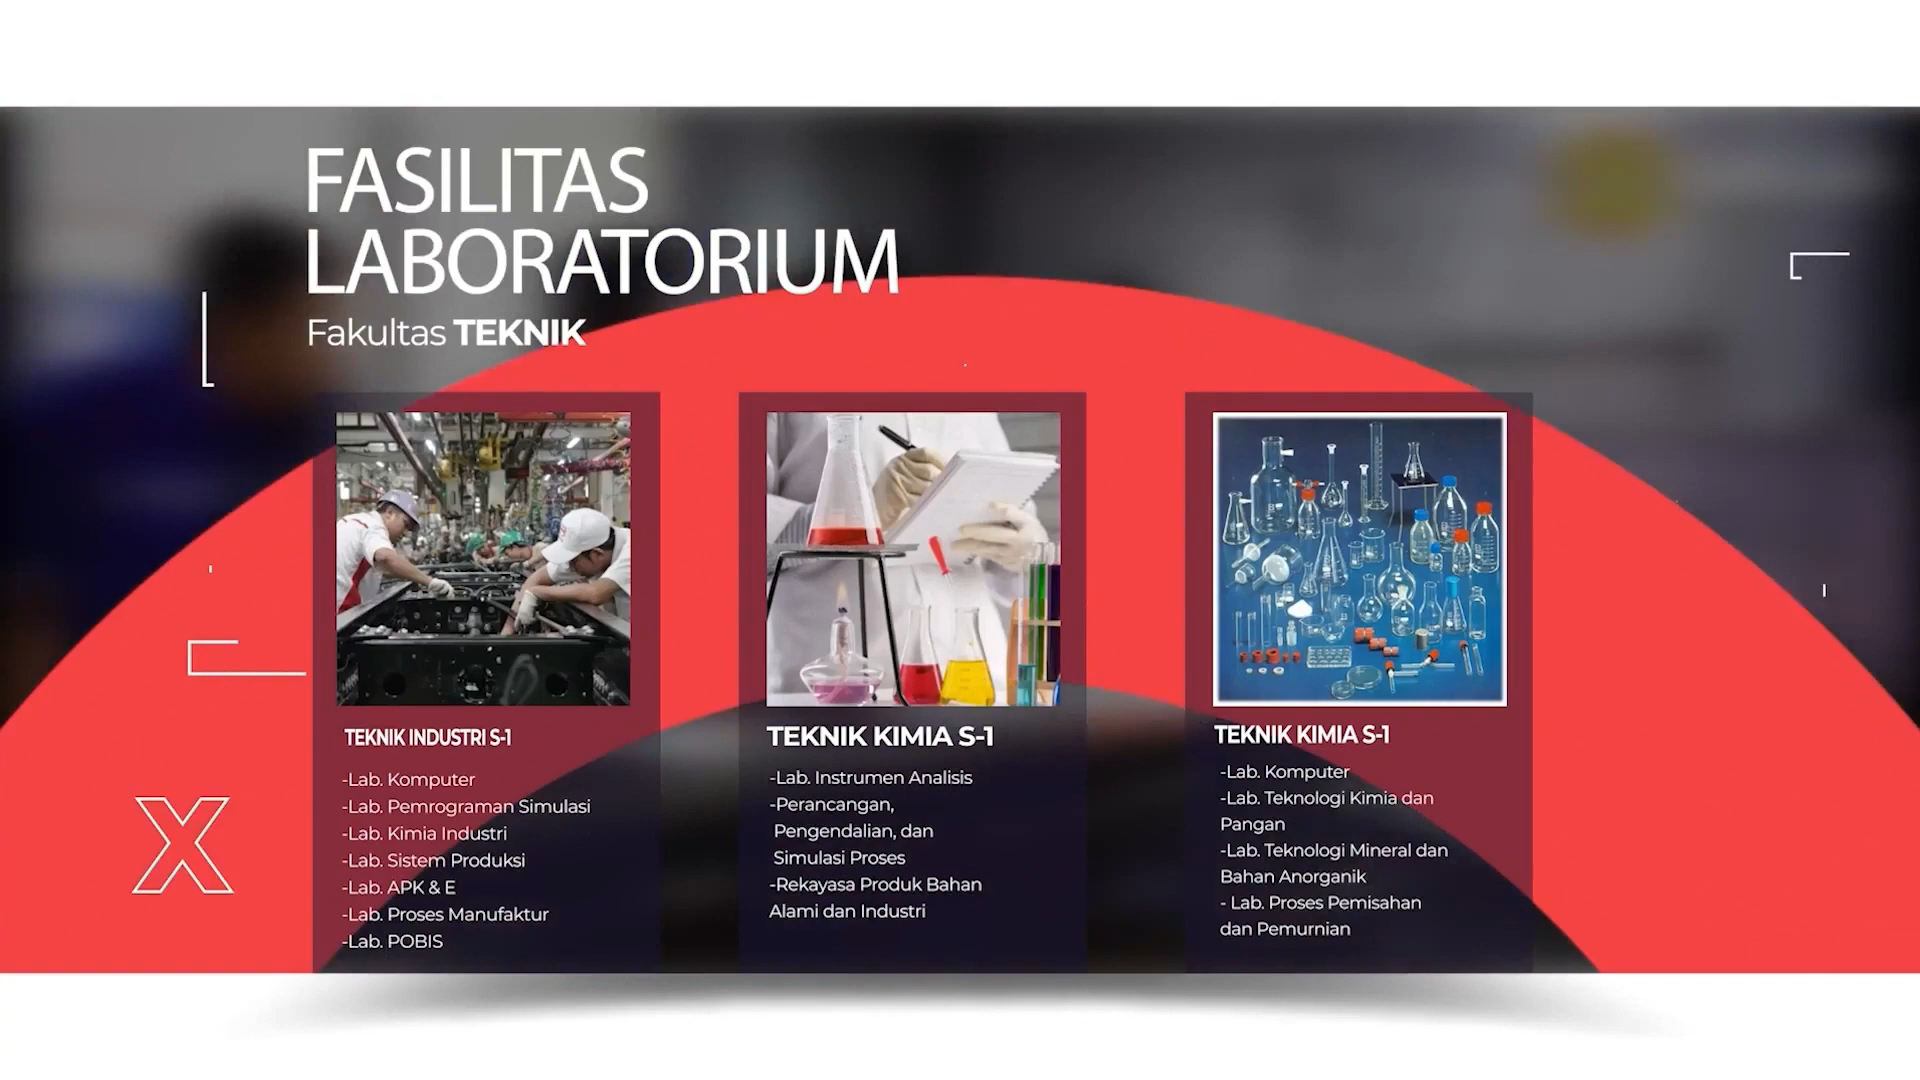 FASILITAS
LABORATORIUM
Fakultas TEKNIK
TEKNIK INDUSTRI S-1
-Lab. Komputer
-Lab. Pemrograman Simulasi
-Lab. Kimia Industri
-Lab. Sistem Produksi
-Lab. APK & E
-Lab. Proses Manufaktur
-Lab. POBIS
TEKNIK KIMIA S-1
-Lab. Instrumen Analisis
-Perancangan,
Pengendalian, dan
Simulasi Proses
-Rekayasa Produk Bahan
Alami dan Industri
TEKNIK KIMIA S-1
-Lab. Komputer
-Lab. Teknologi Kimia dan
Pangan
-Lab. Teknologi Mineral dan
Bahan Anorganik
- Lab. Proses Pemisahan
dan Pemurnian
X